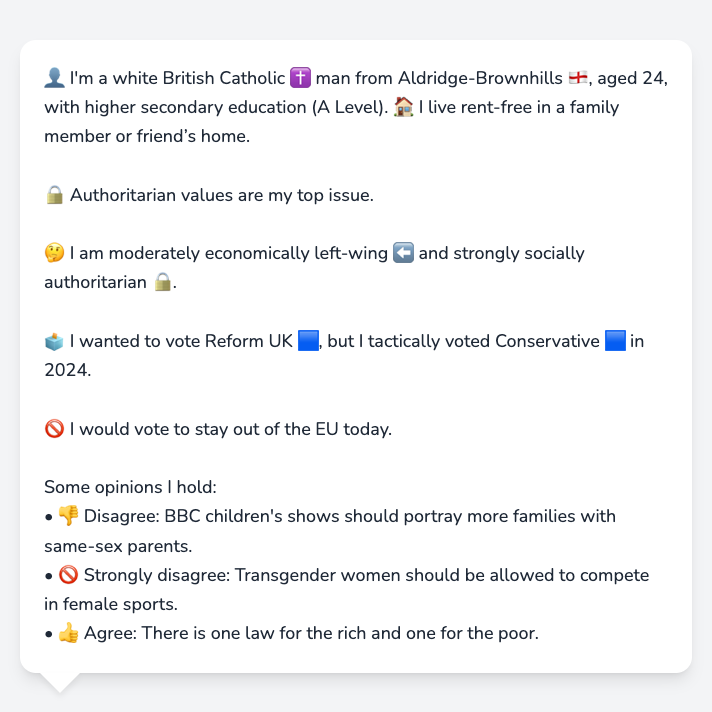 👤 I'm a white British Catholic ✝️ man from Aldridge-Brownhills 🏴󠁧󠁢󠁥󠁮󠁧󠁿, aged 24,
with higher secondary education (A Level). 🏠 I live rent-free in a family
member or friend’s home.
🔒 Authoritarian values are my top issue.
🤔 I am moderately economically left-wing ⬅️ and strongly socially
authoritarian 🔒.
🗳️ I wanted to vote Reform UK 🟦, but I tactically voted Conservative 🟦 in
2024.
🚫 I would vote to stay out of the EU today.
Some opinions I hold:
• 👎 Disagree: BBC children's shows should portray more families with
same-sex parents.
• 🚫 Strongly disagree: Transgender women should be allowed to compete
in female sports.
• 👍 Agree: There is one law for the rich and one for the poor.